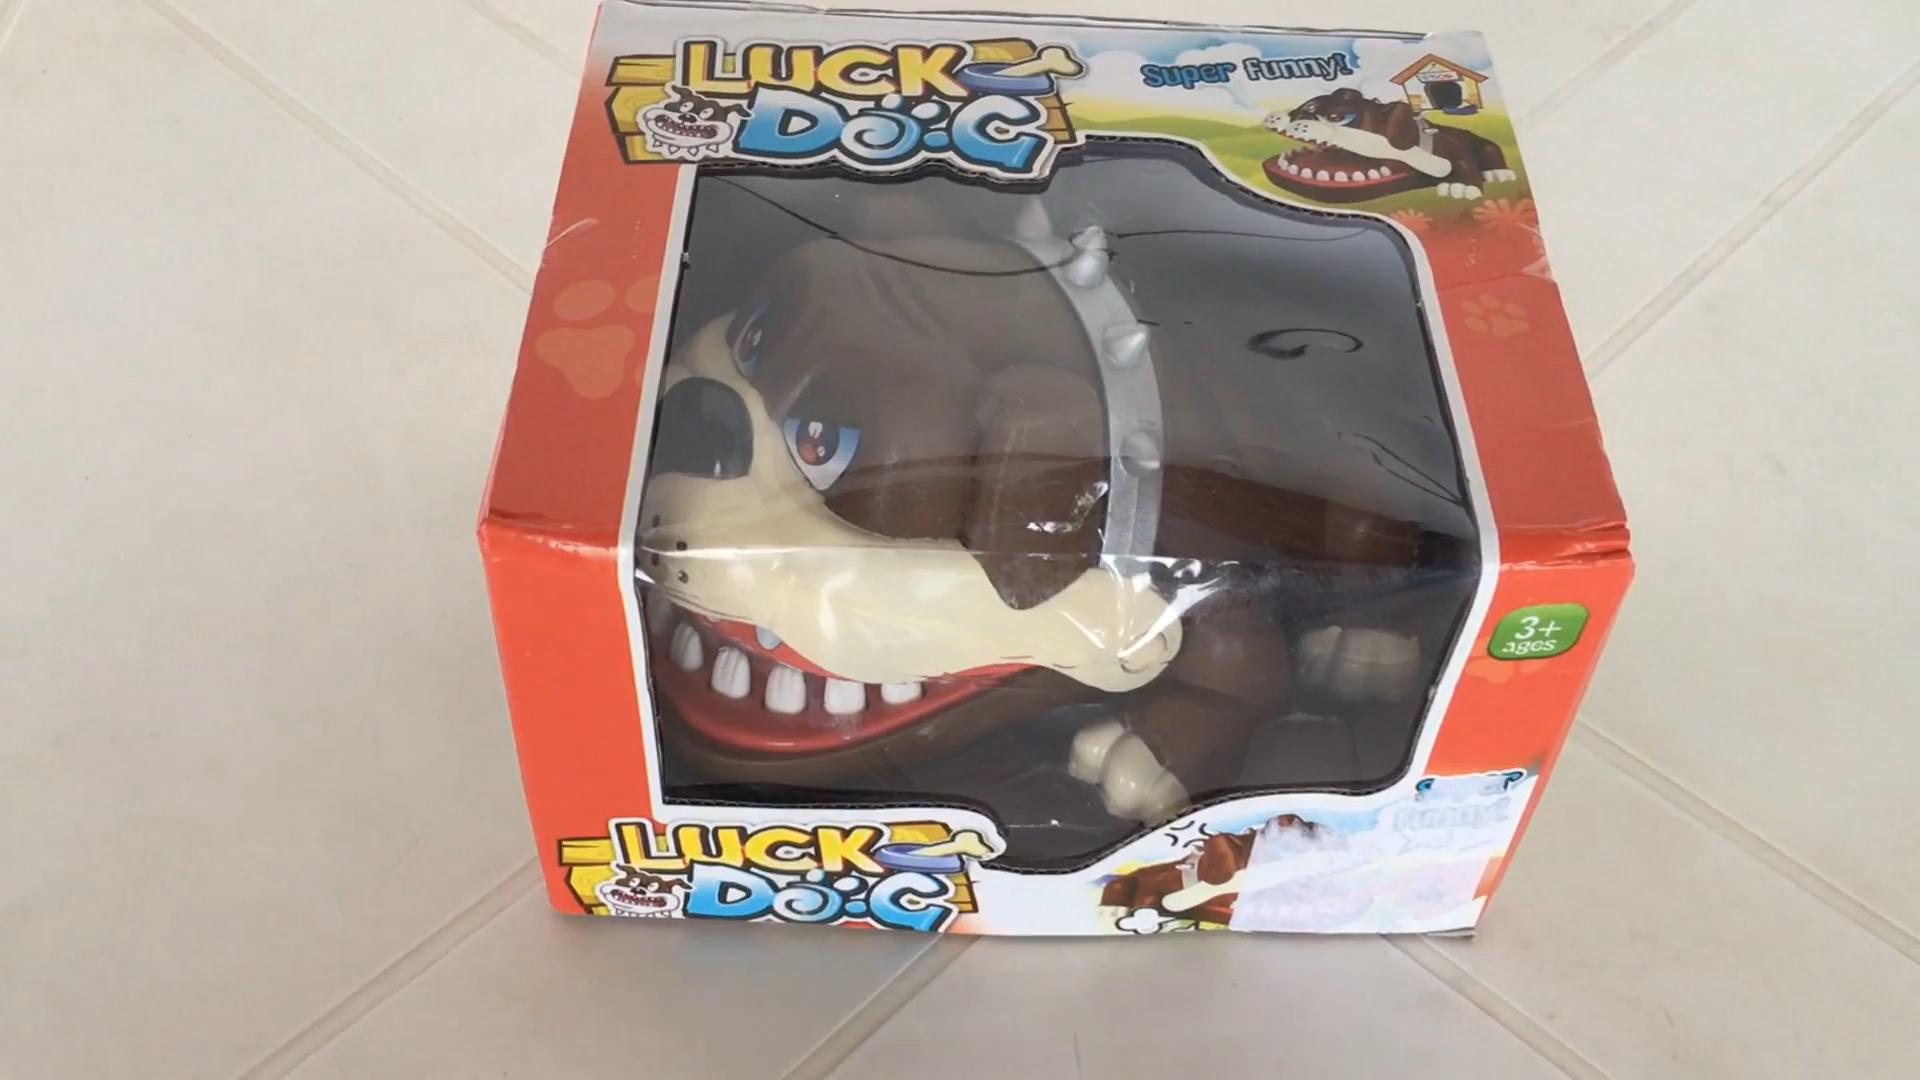 LUCK
DOG
Super Funny!
3+
ages
LUCK
DOG
Funny!